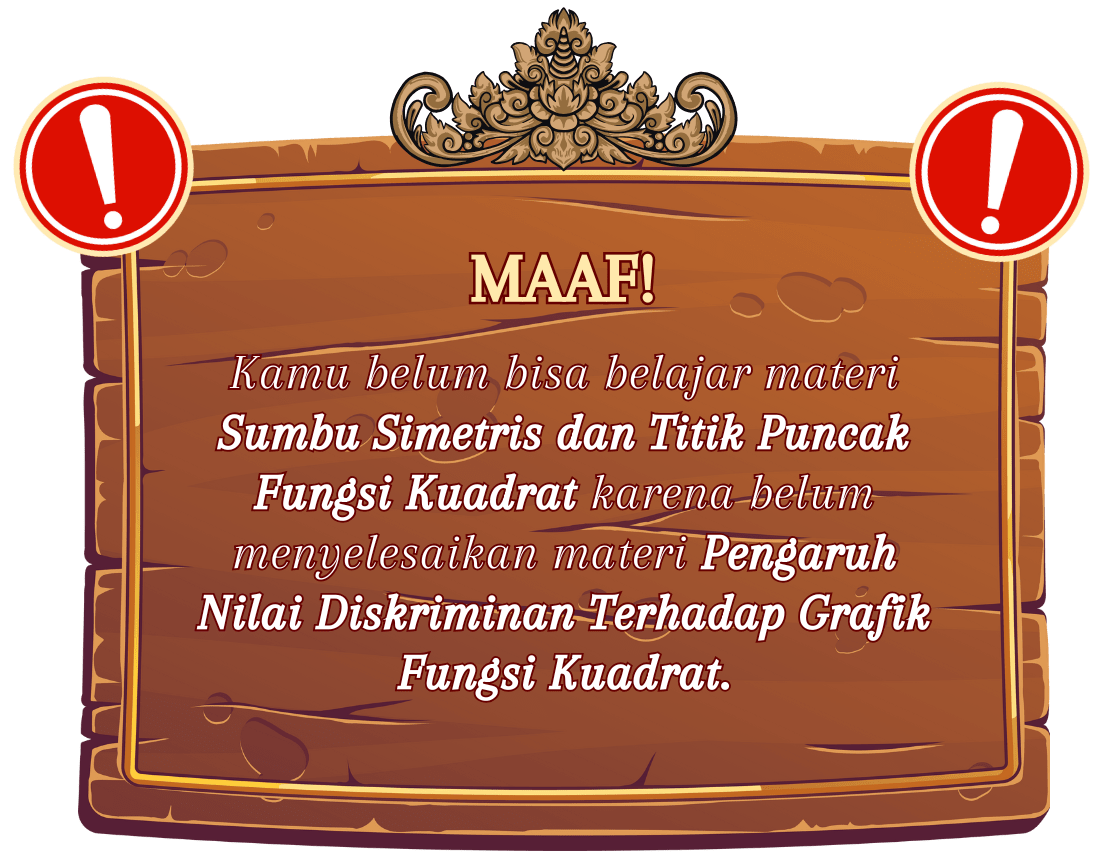 MAAF!
Kamu belum bisa belajar materi
Sumbu Simetris dan Titik Puncak
Fungsi Kuadrat karena belum
menyelesaikan materi Pengaruh
Nilai Diskriminan Terhadap Grafik
Fungsi Kuadrat.